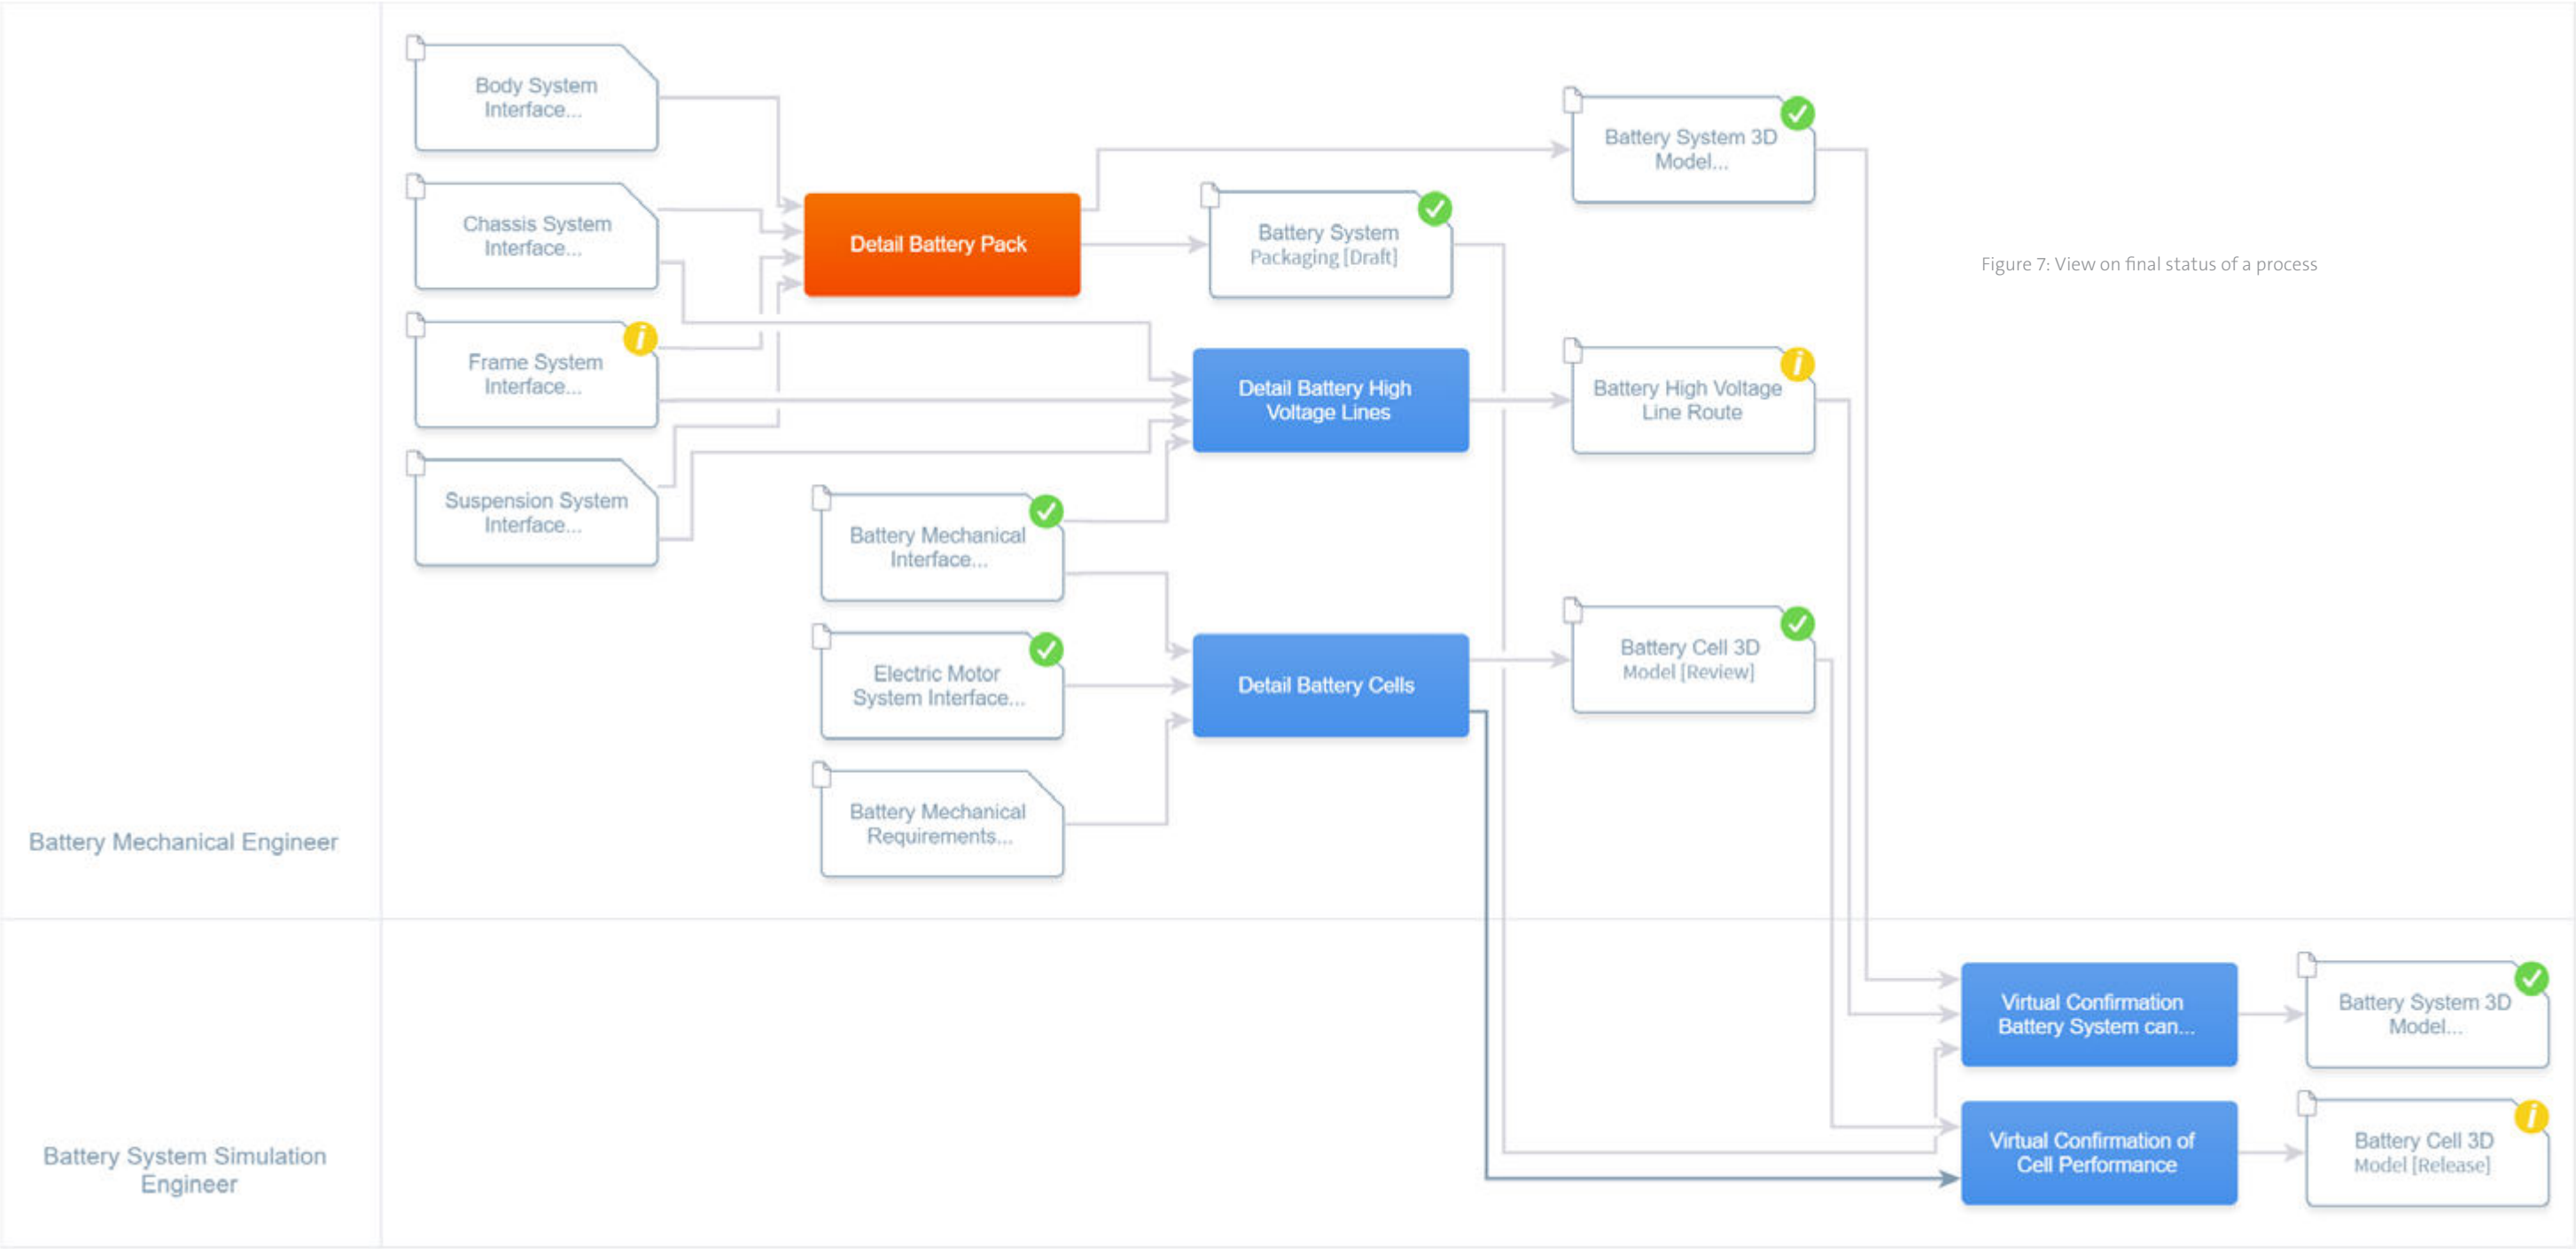 Body System
Interface...
Chassis System
Interface...
Frame System
Interface...
Suspension System
Interface...
Detail Battery Pack
Battery System
Packaging [Draft]
Battery System 3D
Model...
Figure 7: View on final status of a process
Detail Battery High
Voltage Lines
Battery High Voltage
Line Route
Battery Mechanical
Interface...
Electric Motor
System Interface...
Battery Mechanical
Requirements...
Detail Battery Cells
Battery Cell 3D
Model [Review]
Battery Mechanical Engineer
Battery System Simulation
Engineer
Virtual Confirmation
Battery System can...
Battery System 3D
Model...
Virtual Confirmation of
Cell Performance
Battery Cell 3D
Model [Release]